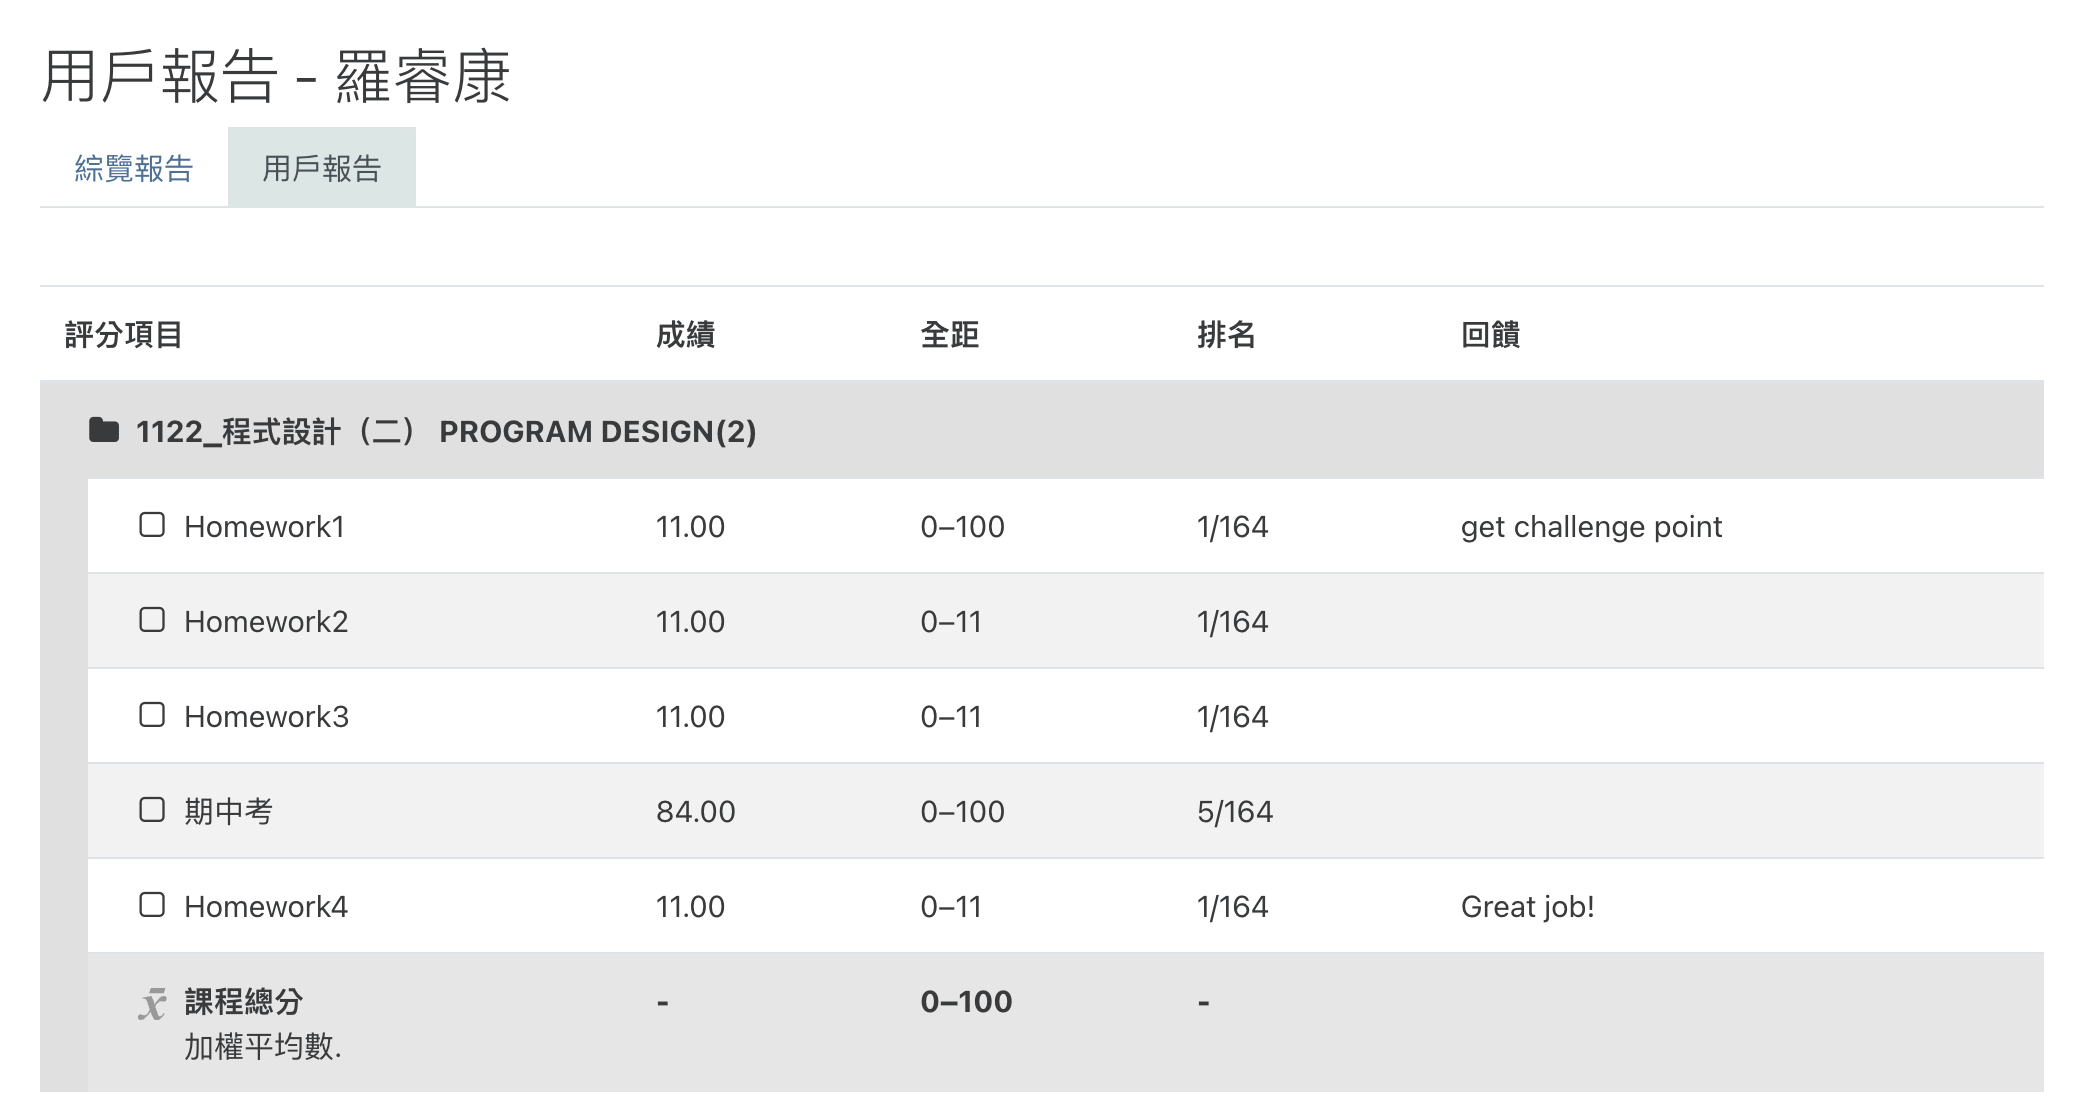 用戶報告 - 羅睿康
綜覽報告 用戶報告
評分項目 成績 全距 排名 回饋
1122_程式設計（二） PROGRAM DESIGN(2)
Homework1 11.00 0–100 1/164 get challenge point
Homework2 11.00 0–11 1/164
Homework3 11.00 0–11 1/164
期中考 84.00 0–100 5/164
Homework4 11.00 0–11 1/164 Great job!
x̄ 課程總分 - 0–100 -
加權平均數.